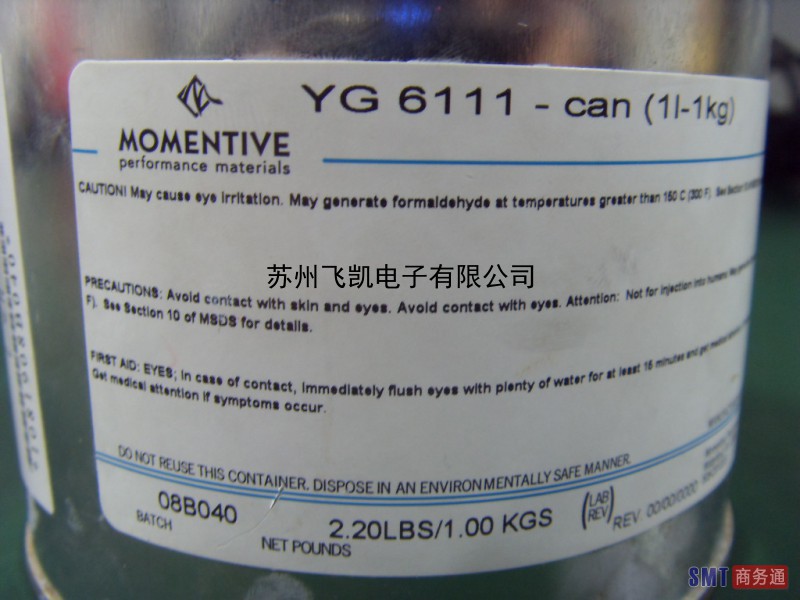 YG 6111 - can (1l-1kg)
MOMENTIVE
performance materials
CAUTION! May cause eye irritation. May generate formaldehyde at temperatures greater than 150 C (300 F). See Section
苏州飞凯电子有限公司
PRECAUTIONS: Avoid contact with skin and eyes. Avoid contact with eyes. Attention: Not for injection into humans
F). See Section 10 of MSDS for details.
FIRST AID: EYES; In case of contact, immediately flush eyes with plenty of water for at least 15 minutes and get medical
Get medical attention if symptoms occur.
DO NOT REUSE THIS CONTAINER. DISPOSE IN AN ENVIRONMENTALLY SAFE MANNER.
08B040
BATCH
2.20LBS/1.00 KGS
NET POUNDS
(LAB REV)
REV. 00/00/0000
SMT商务通